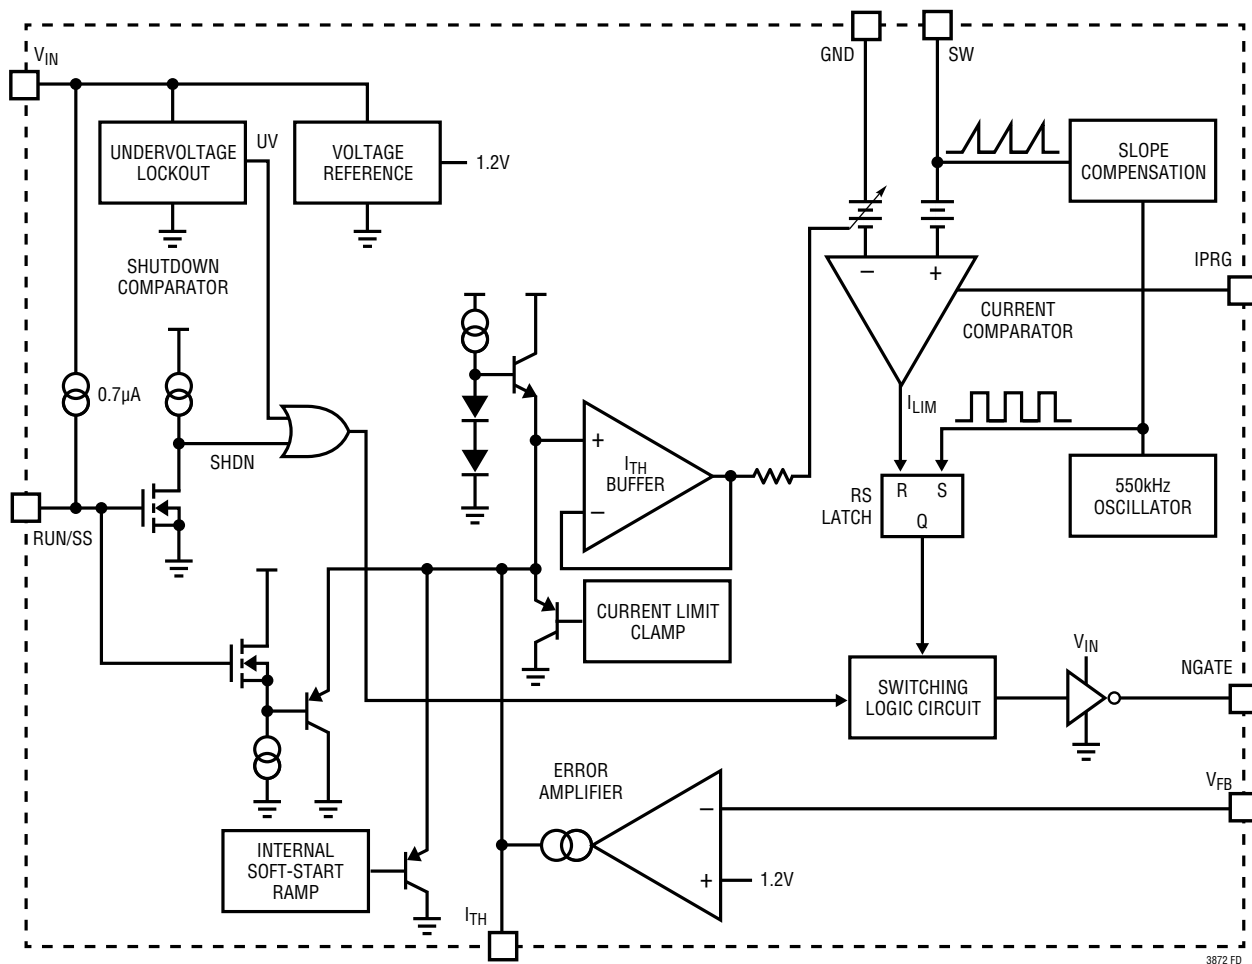 GND
SW
VIN
UNDERVOLTAGE
LOCKOUT
UV
VOLTAGE
REFERENCE
1.2V
SLOPE
COMPENSATION
SHUTDOWN
COMPARATOR
IPRG
–
+
CURRENT
COMPARATOR
0.7µA
ILIM
SHDN
+
ITH
BUFFER
–
RS
LATCH
R
S
Q
550kHz
OSCILLATOR
RUN/SS
CURRENT LIMIT
CLAMP
VIN
SWITCHING
LOGIC CIRCUIT
NGATE
ERROR
AMPLIFIER
VFB
–
+
1.2V
INTERNAL
SOFT-START
RAMP
ITH
3872 FD